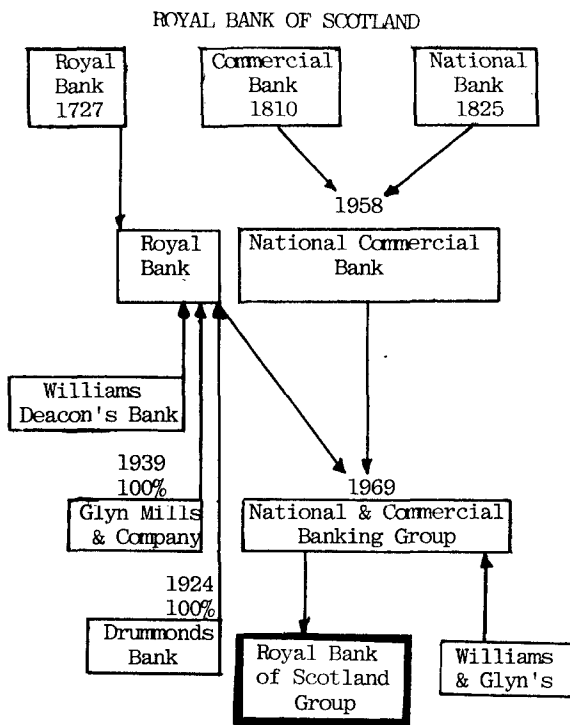 ROYAL BANK OF SCOTLAND
Royal
Bank
1727
Commercial
Bank
1810
National
Bank
1825
1958
Royal
Bank
National Commercial
Bank
Williams
Deacon's Bank
1939
100%
Glyn Mills
& Company
1969
National & Commercial
Banking Group
1924
100%
Drummonds
Bank
Royal Bank
of Scotland
Group
Williams
& Glyn's